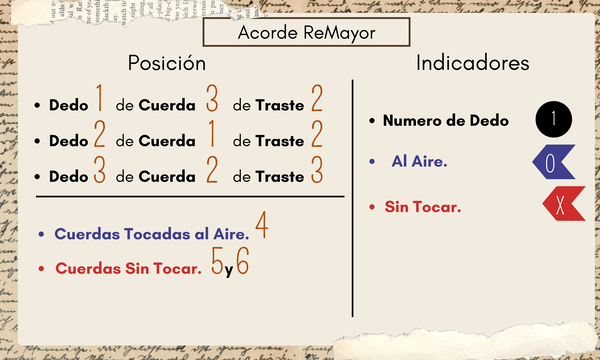 Acorde ReMayor
Posición
Dedo 1 de Cuerda 3 de Traste 2
Dedo 2 de Cuerda 1 de Traste 2
Dedo 3 de Cuerda 2 de Traste 3
Cuerdas Tocadas al Aire. 4
Cuerdas Sin Tocar. 5 y 6
Indicadores
Numero de Dedo 1
Al Aire. 0
Sin Tocar. X